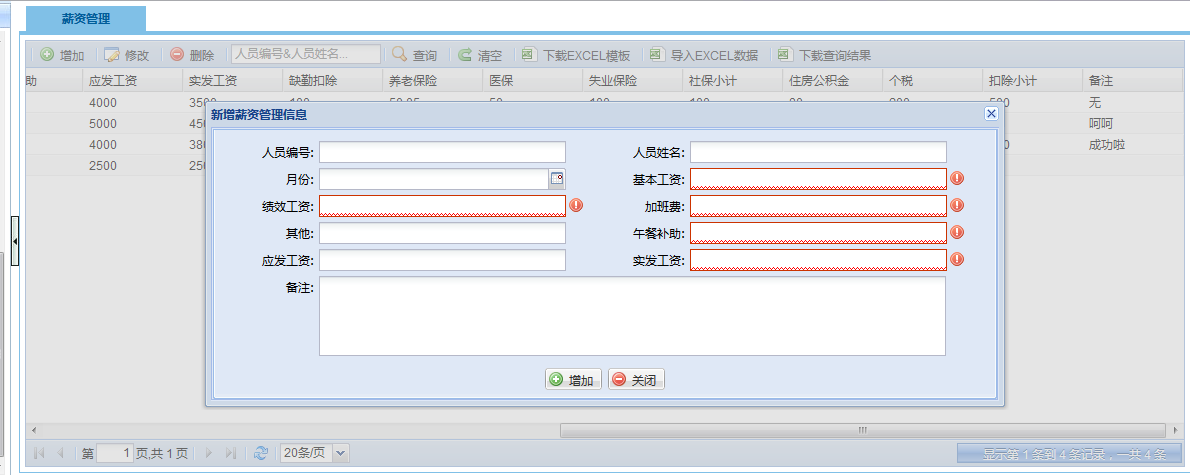 薪资管理
增加 修改 删除 人员编号&人员姓名... 查询 清空 下载EXCEL模板 导入EXCEL数据 下载查询结果
助 应发工资 实发工资 缺勤扣除 养老保险 医保 失业保险 社保小计 住房公积金 个税 扣除小计 备注
4000 无
5000 呵呵
4000 成功啦
2500
新增薪资管理信息
人员编号: 人员姓名:
月份: 基本工资:
绩效工资: 加班费:
其他: 午餐补助:
应发工资: 实发工资:
备注:
增加 关闭
第 1 页,共 1 页 20条/页 显示第 1 条到 4 条记录，一共 4 条